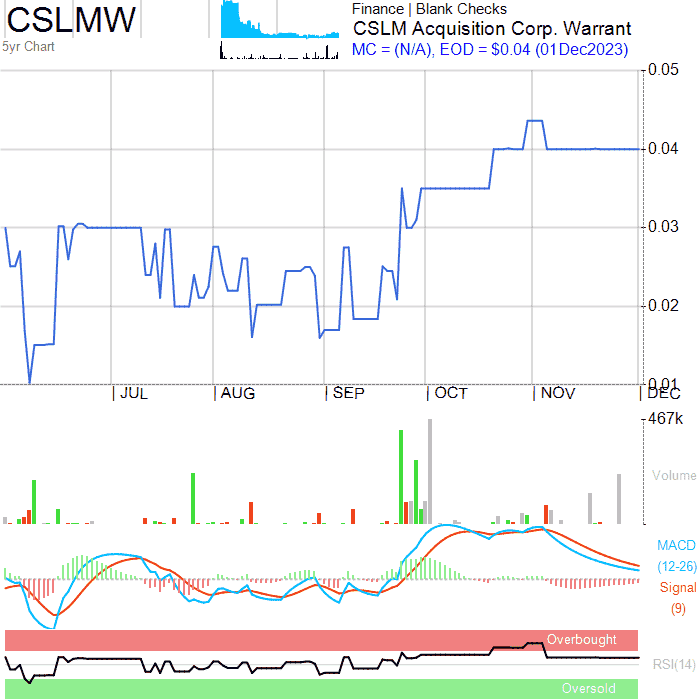 CSLMW
5yr Chart
Finance | Blank Checks
CSLM Acquisition Corp. Warrant
MC = (N/A), EOD = $0.04 (01Dec2023)
0.05
0.04
0.03
0.02
0.01
JUL AUG SEP OCT NOV DEC
467k
Volume
MACD
(12-26)
Signal
(9)
Overbought
RSI(14)
Oversold